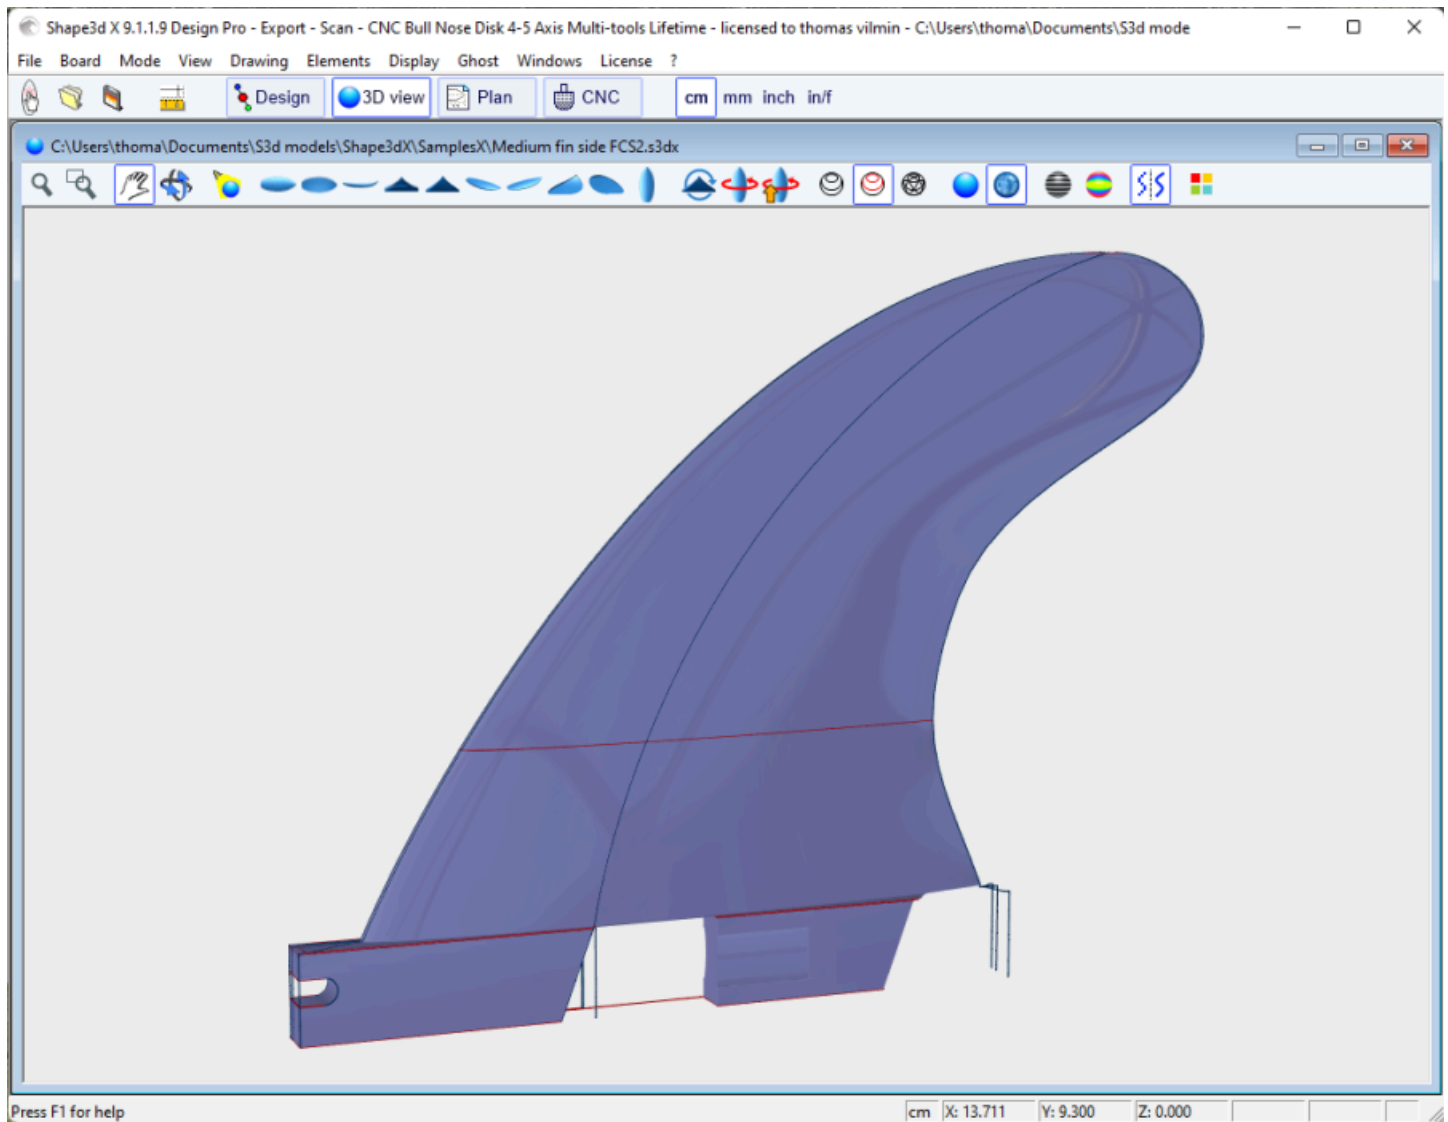 Shape3d X 9.1.1.9 Design Pro - Export - Scan - CNC Bull Nose Disk 4-5 Axis Multi-tools Lifetime - licensed to thomas vilmin - C:\Users\thoma\Documents\S3d mode
File Board Mode View Drawing Elements Display Ghost Windows License ?
Design 3D view Plan CNC cm mm inch in/f
C:\Users\thoma\Documents\S3d models\Shape3dX\SamplesX\Medium fin side FCS2.s3dx
Press F1 for help cm X: 13.711 Y: 9.300 Z: 0.000